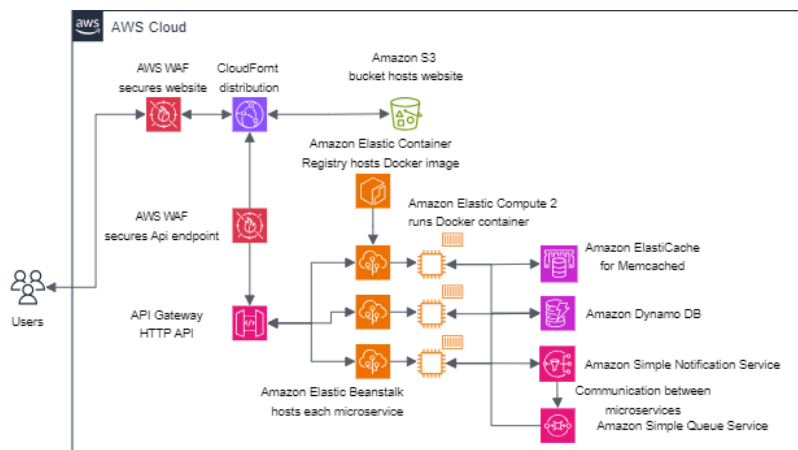 aws
AWS Cloud
AWS WAF
secures website
CloudFornt
distribution
Amazon S3
bucket hosts website
Amazon Elastic Container
Registry hosts Docker image
AWS WAF
secures Api endpoint
Amazon Elastic Compute 2
runs Docker container
Amazon ElastiCache
for Memcached
Users
API Gateway
HTTP API
Amazon Dynamo DB
Amazon Elastic Beanstalk
hosts each microservice
Amazon Simple Notification Service
Communication between
microservices
Amazon Simple Queue Service